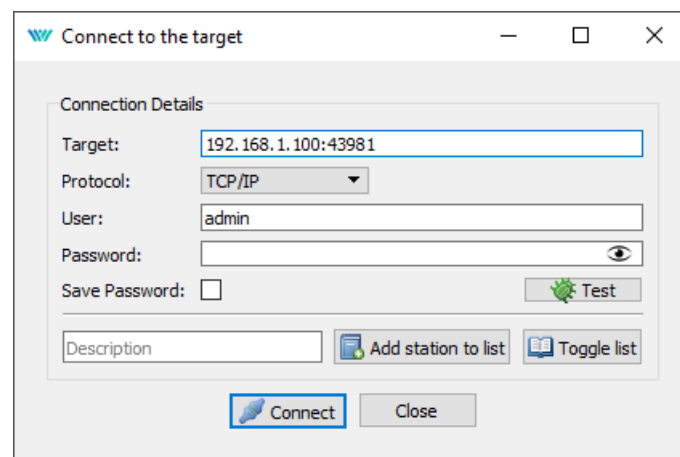 Connect to the target
Connection Details
Target: 192.168.1.100:43981
Protocol: TCP/IP
User: admin
Password:
Save Password: Test
Description Add station to list Toggle list
Connect Close